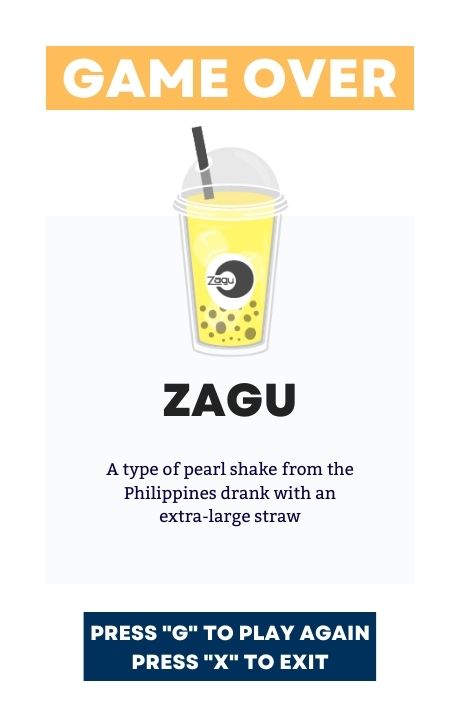 GAME OVER
Zagu
ZAGU
A type of pearl shake from the
Philippines drank with an
extra-large straw
PRESS "G" TO PLAY AGAIN
PRESS "X" TO EXIT